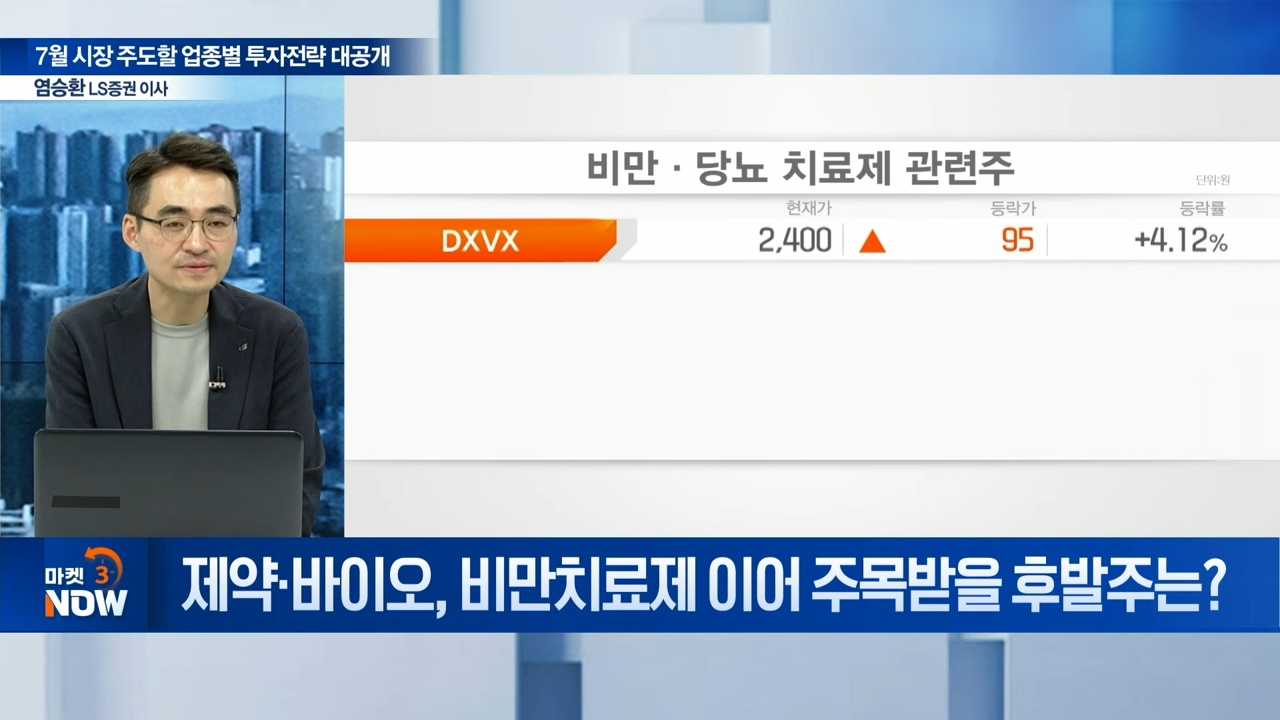 7월 시장 주도할 업종별 투자전략 대공개
염승환 LS증권 이사
비만·당뇨 치료제 관련주
단위:원
현재가 등락가 등락률
DXVX 2,400 ▲ 95 +4.12%
마켓 3
NOW
제약·바이오, 비만치료제 이어 주목받을 후발주는?